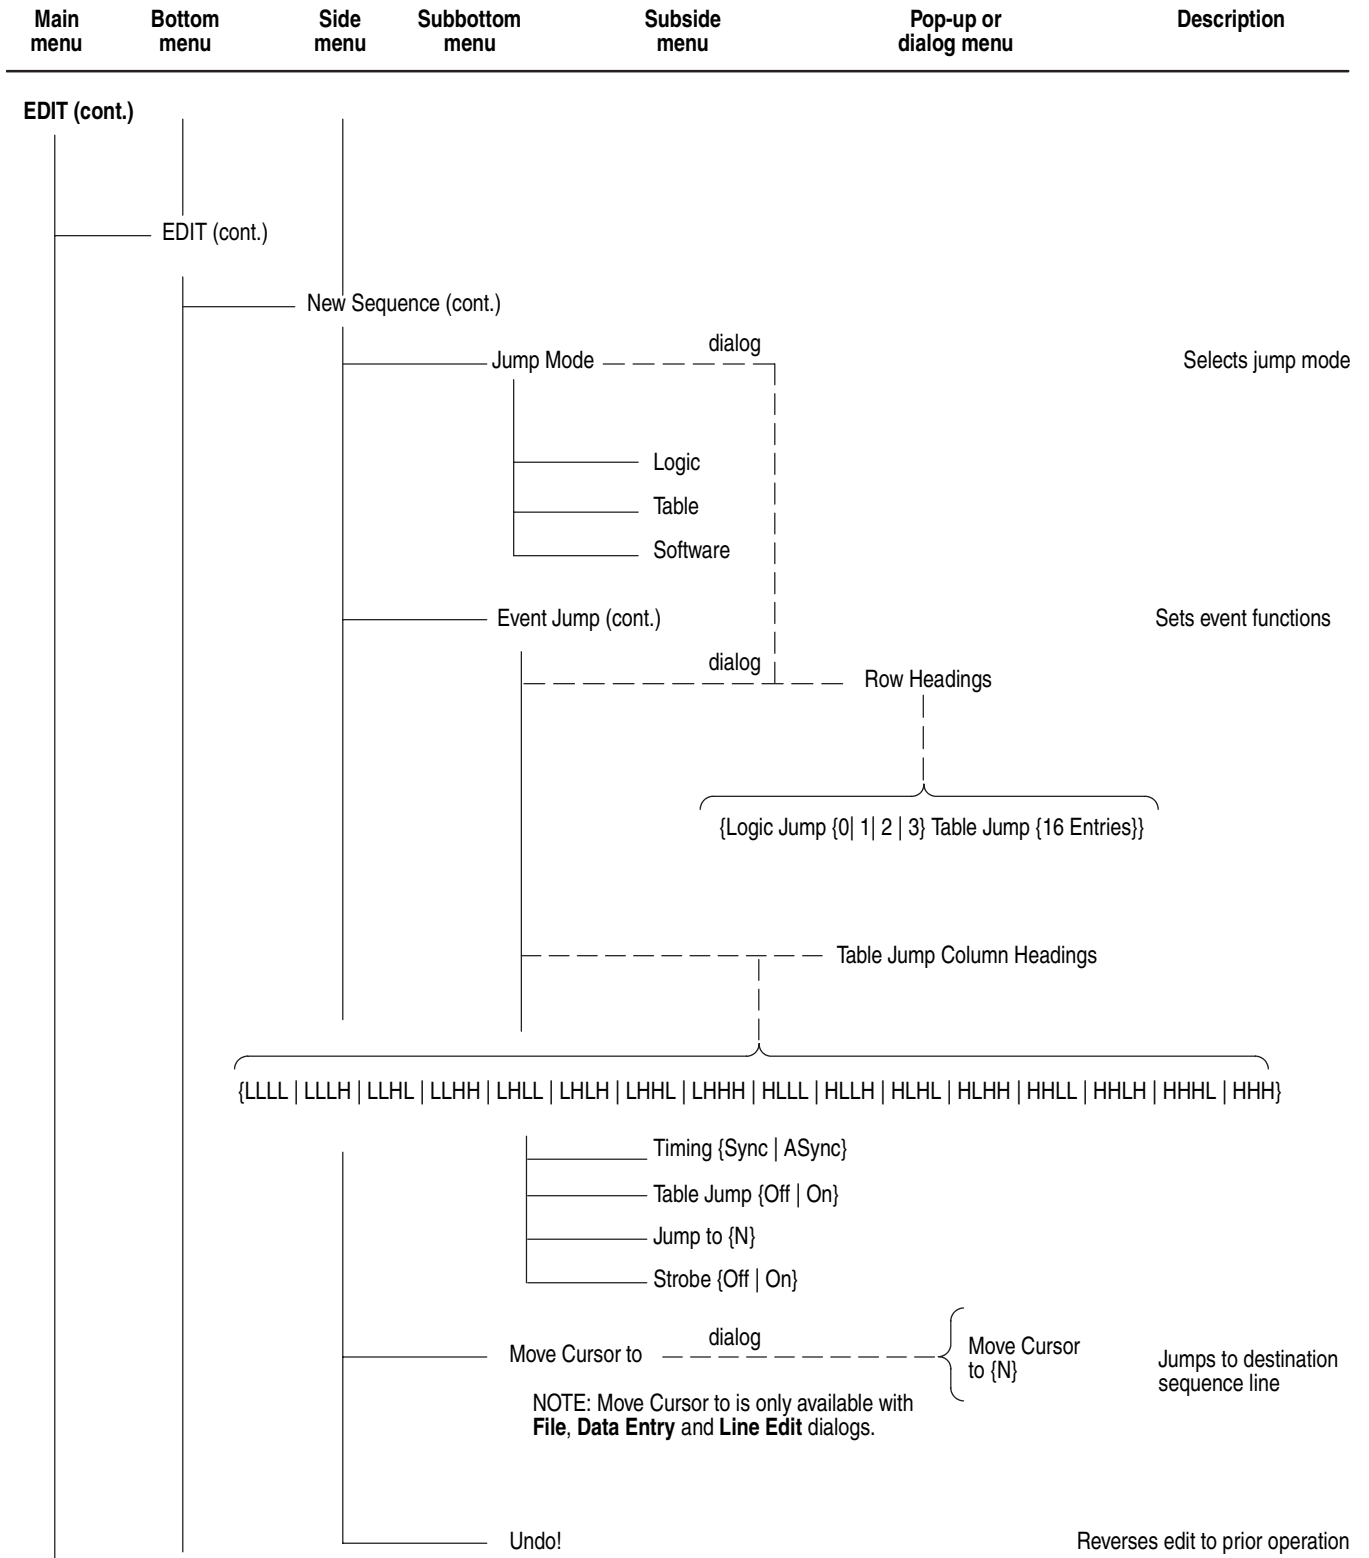 Main menu
Bottom menu
Side menu
Subbottom menu
Subside menu
Pop-up or dialog menu
Description
EDIT (cont.)
EDIT (cont.)
New Sequence (cont.)
dialog
Jump Mode
Selects jump mode
Logic
Table
Software
Event Jump (cont.)
Sets event functions
dialog
Row Headings
{Logic Jump {0| 1| 2 | 3} Table Jump {16 Entries}}
Table Jump Column Headings
{LLLL | LLLH | LLHL | LLHH | LHLL | LHLH | LHHL | LHHH | HLLL | HLLH | HLHL | HLHH | HHLL | HHLH | HHHL | HHH}
Timing {Sync | ASync}
Table Jump {Off | On}
Jump to {N}
Strobe {Off | On}
Move Cursor to
dialog
Move Cursor
to {N}
Jumps to destination
sequence line
NOTE: Move Cursor to is only available with
File, Data Entry and Line Edit dialogs.
Undo!
Reverses edit to prior operation